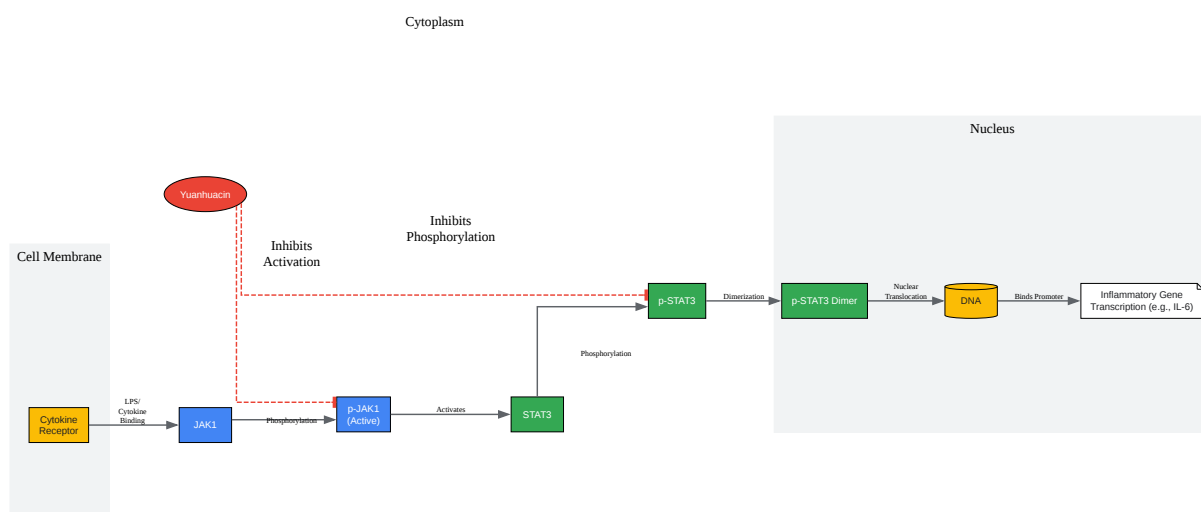 Cytoplasm
Nucleus
Yuanhuacin
Inhibits
Phosphorylation
Inhibits
Activation
Cell Membrane
p-STAT3
Dimerization
p-STAT3 Dimer
Nuclear
Translocation
DNA
Binds Promoter
Inflammatory Gene
Transcription (e.g., IL-6)
Phosphorylation
Cytokine
Receptor
LPS/
Cytokine
Binding
JAK1
Phosphorylation
p-JAK1
(Active)
Activates
STAT3